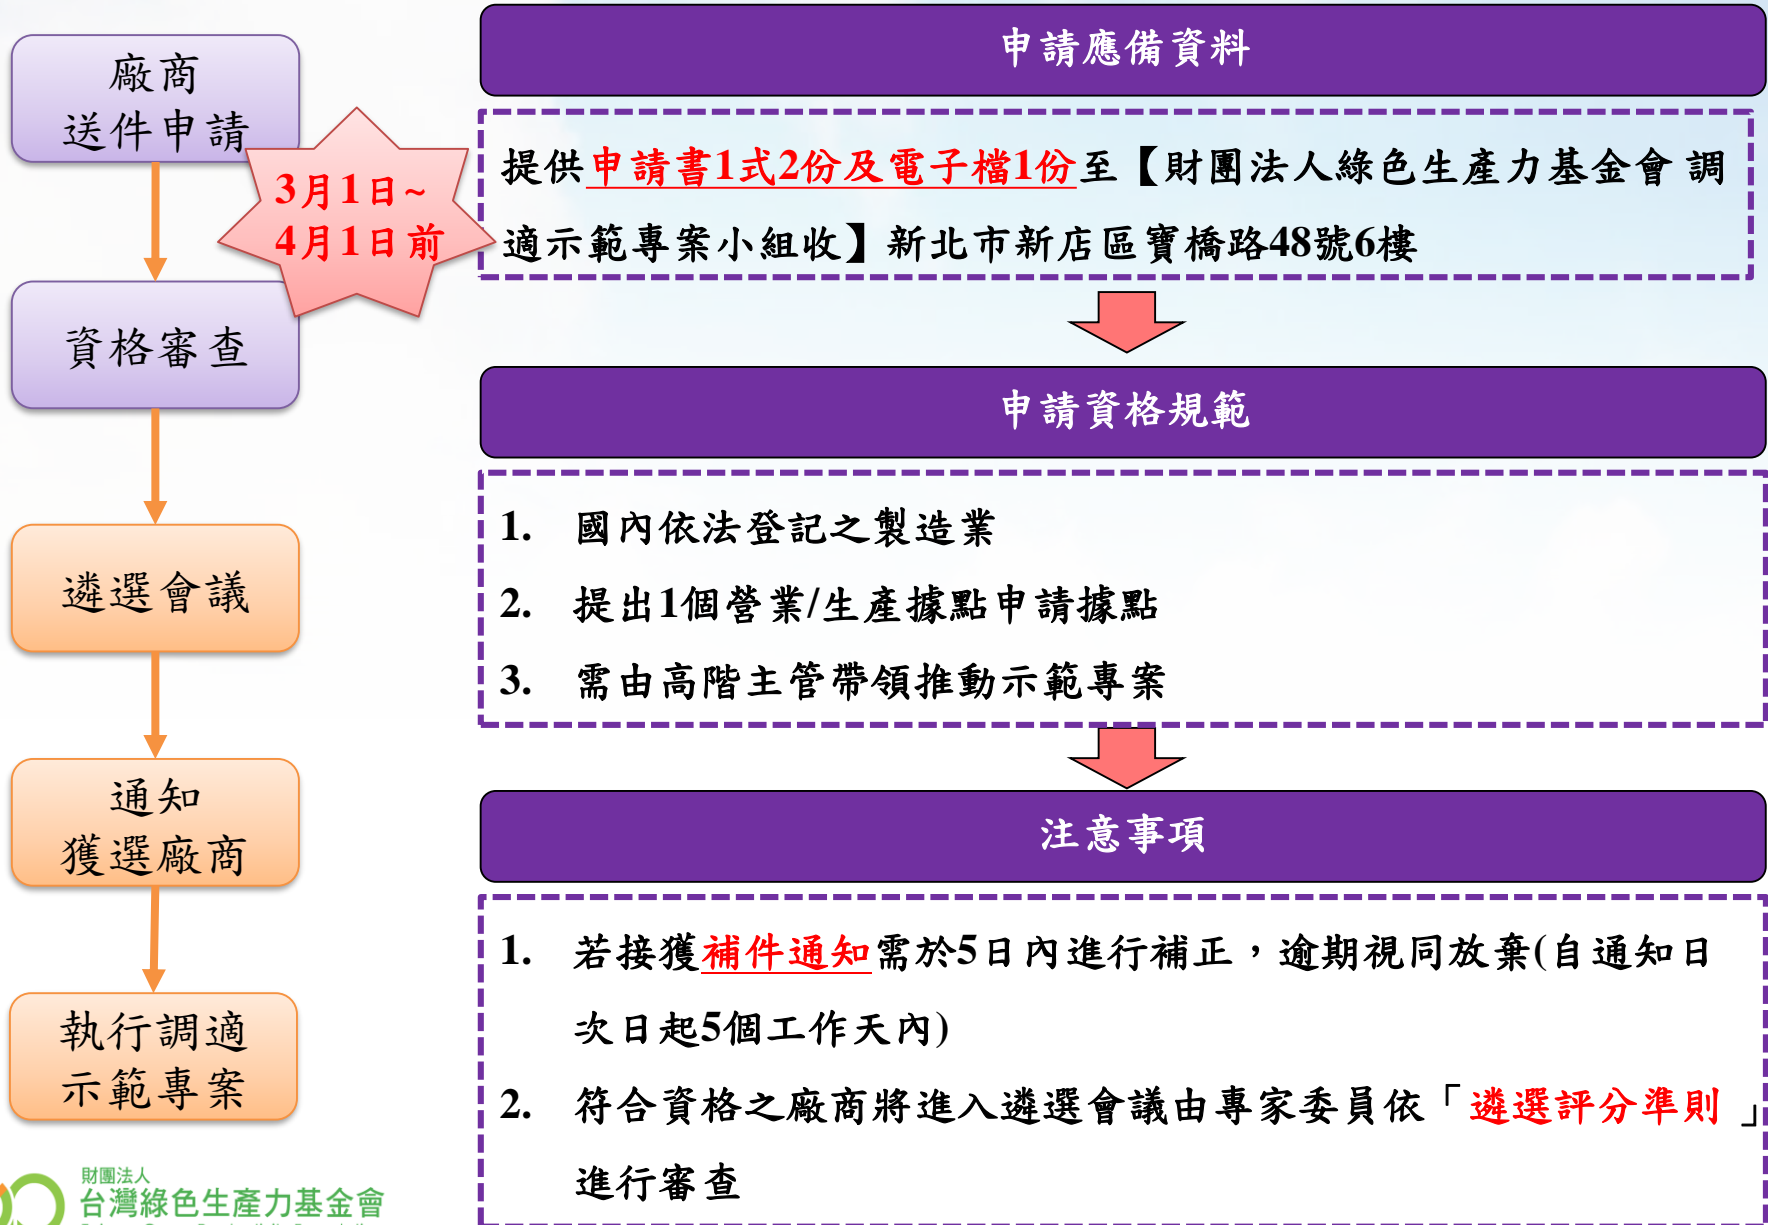 廠商
送件申請
3月1日~
4月1日前
資格審查
遴選會議
通知
獲選廠商
執行調適
示範專案
申請應備資料
提供申請書1式2份及電子檔1份至【財團法人綠色生產力基金會 調
適示範專案小組收】新北市新店區寶橋路48號6樓
申請資格規範
1. 國內依法登記之製造業
2. 提出1個營業/生產據點申請據點
3. 需由高階主管帶領推動示範專案
注意事項
1. 若接獲補件通知需於5日內進行補正，逾期視同放棄(自通知日
次日起5個工作天內)
2. 符合資格之廠商將進入遴選會議由專家委員依「遴選評分準則 」
進行審查
財團法人
台灣綠色生產力基金會